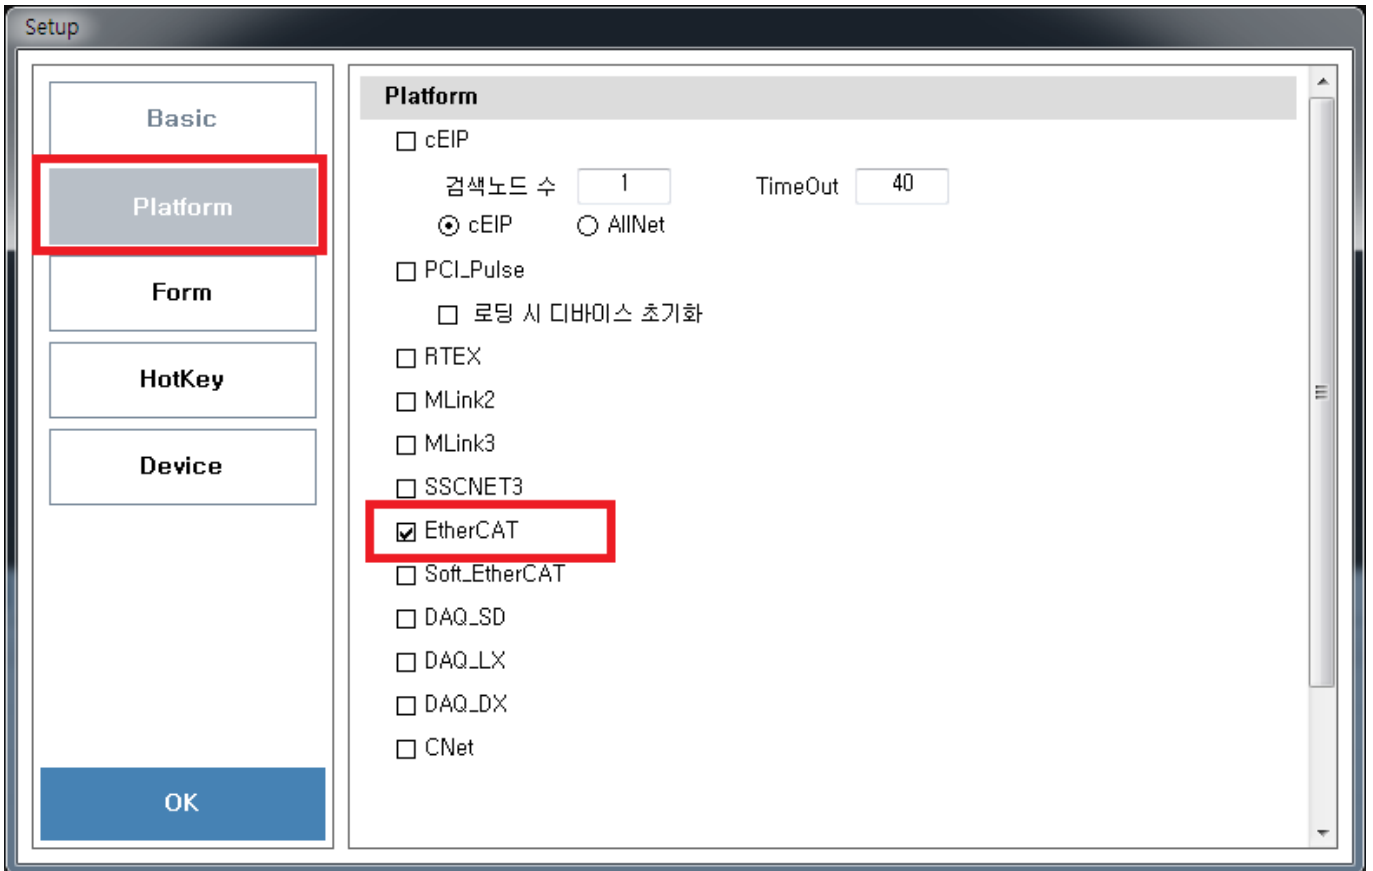 Setup
Basic
Platform
Form
HotKey
Device
OK
Platform
cEIP
검색노드 수 1 TimeOut 40
cEIP AllNet
PCI_Pulse
로딩 시 디바이스 초기화
RTEX
MLink2
MLink3
SSCNET3
EtherCAT
Soft_EtherCAT
DAQ_SD
DAQ_LX
DAQ_DX
CNet